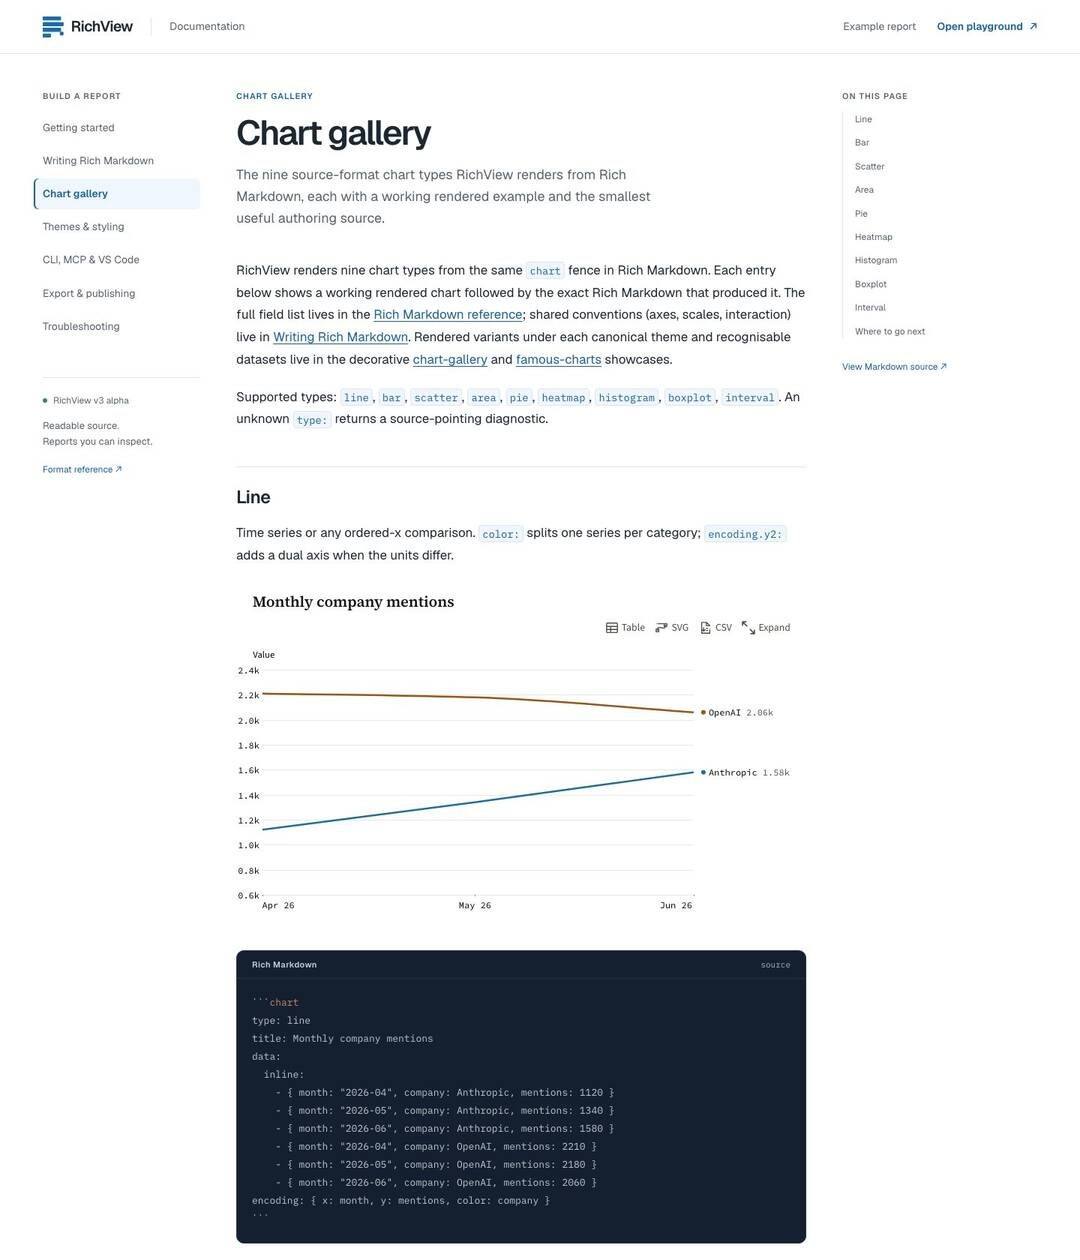 RichView
Documentation
Example report
Open playground ↗
BUILD A REPORT
Getting started
Writing Rich Markdown
Chart gallery
Themes & styling
CLI, MCP & VS Code
Export & publishing
Troubleshooting
RichView v3 alpha
Readable source.
Reports you can inspect.
Format reference ↗
CHART GALLERY
Chart gallery
The nine source-format chart types RichView renders from Rich
Markdown, each with a working rendered example and the smallest
useful authoring source.
RichView renders nine chart types from the same chart fence in Rich Markdown. Each entry
below shows a working rendered chart followed by the exact Rich Markdown that produced it. The
full field list lives in the Rich Markdown reference; shared conventions (axes, scales, interaction)
live in Writing Rich Markdown. Rendered variants under each canonical theme and recognisable
datasets live in the decorative chart-gallery and famous-charts showcases.
Supported types: line, bar, scatter, area, pie, heatmap, histogram, boxplot, interval. An
unknown type: returns a source-pointing diagnostic.
Line
Time series or any ordered-x comparison. color: splits one series per category; encoding.y2:
adds a dual axis when the units differ.
Monthly company mentions
Table SVG CSV Expand
Value
2.4k
2.2k
2.0k
1.8k
1.6k
1.4k
1.2k
1.0k
0.8k
0.6k
Apr 26 May 26 Jun 26
OpenAI 2.06k
Anthropic 1.58k
Rich Markdown source
```chart
type: line
title: Monthly company mentions
data:
  inline:
    - { month: "2026-04", company: Anthropic, mentions: 1120 }
    - { month: "2026-05", company: Anthropic, mentions: 1340 }
    - { month: "2026-06", company: Anthropic, mentions: 1580 }
    - { month: "2026-04", company: OpenAI, mentions: 2210 }
    - { month: "2026-05", company: OpenAI, mentions: 2180 }
    - { month: "2026-06", company: OpenAI, mentions: 2060 }
encoding: { x: month, y: mentions, color: company }
```
ON THIS PAGE
Line
Bar
Scatter
Area
Pie
Heatmap
Histogram
Boxplot
Interval
Where to go next
View Markdown source ↗